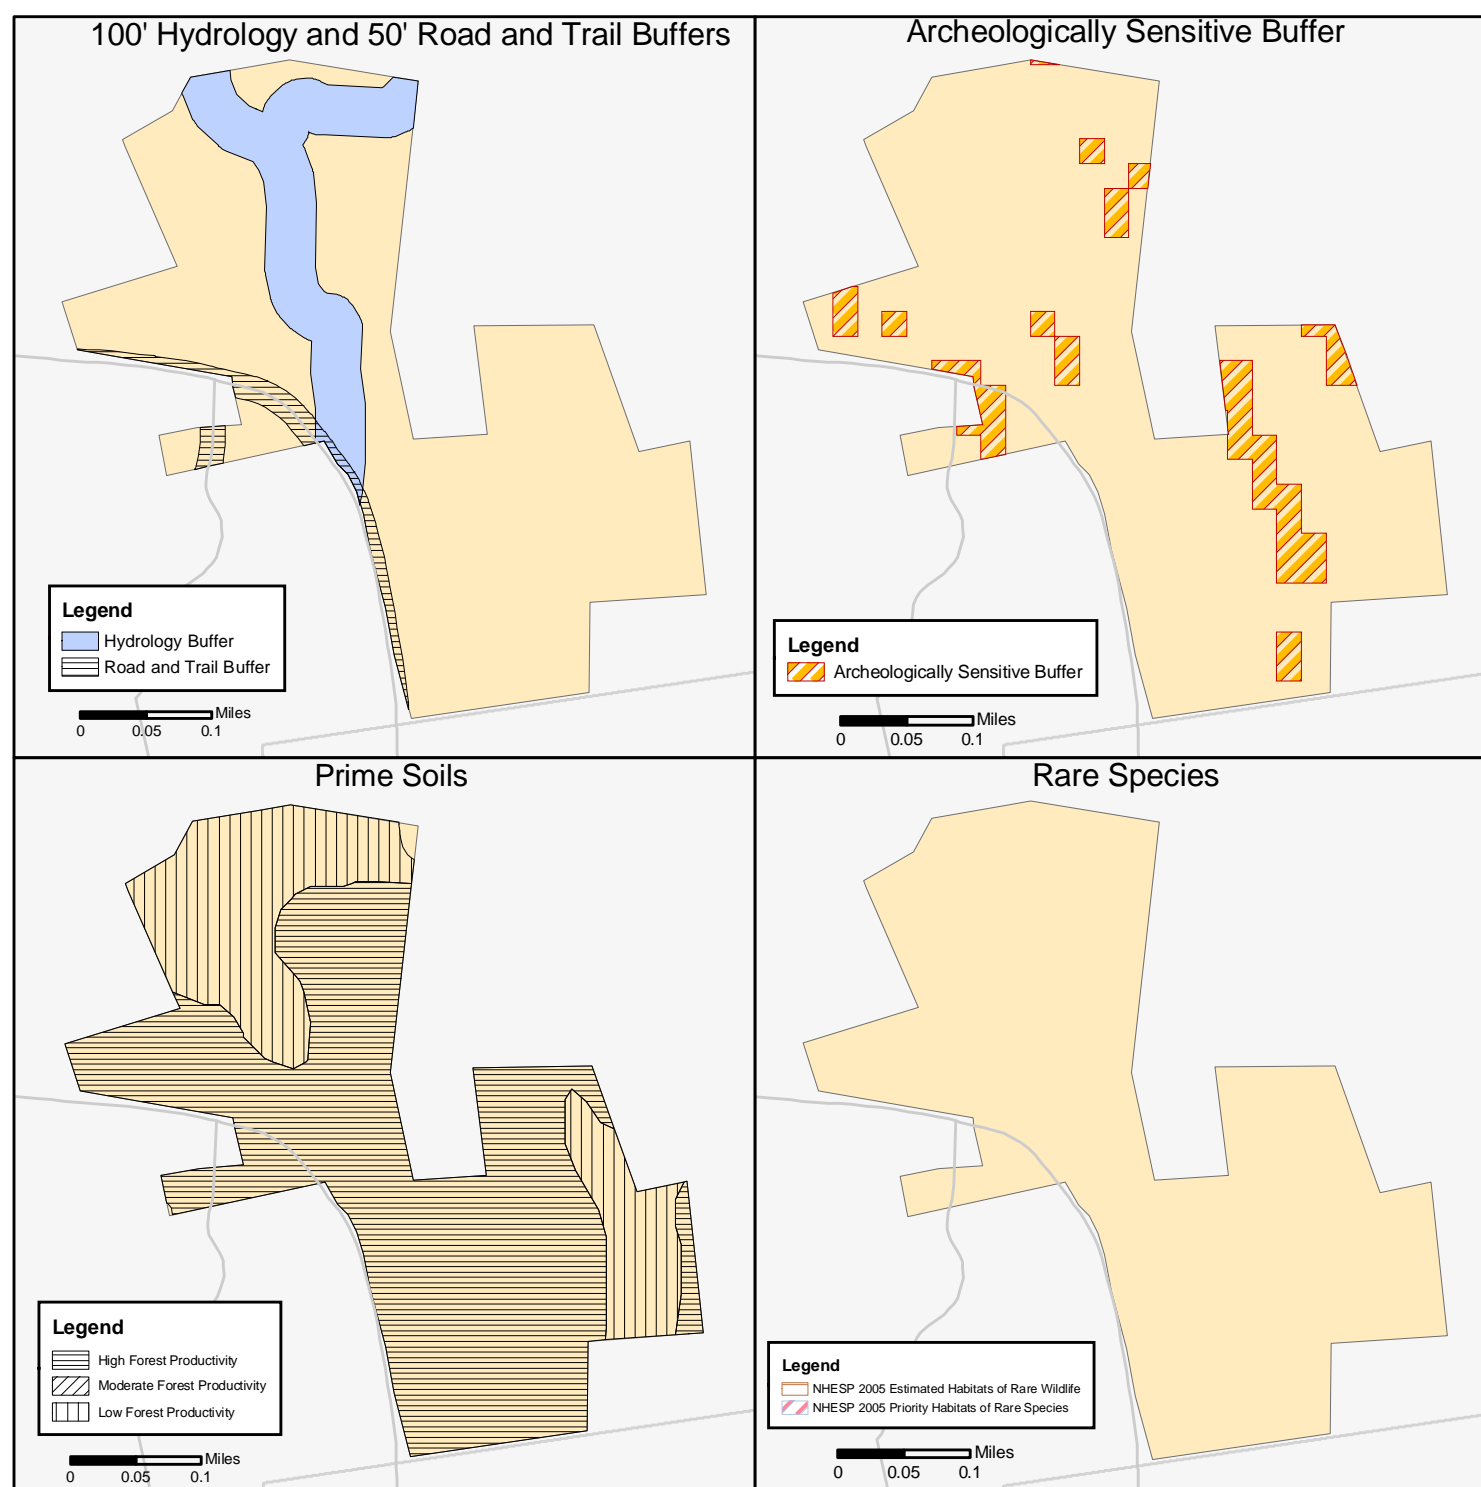 100' Hydrology and 50' Road and Trail Buffers
Legend
Hydrology Buffer
Road and Trail Buffer
Miles
0 0.05 0.1
Archeologically Sensitive Buffer
Legend
Archeologically Sensitive Buffer
Miles
0 0.05 0.1
Prime Soils
Legend
High Forest Productivity
Moderate Forest Productivity
Low Forest Productivity
Miles
0 0.05 0.1
Rare Species
Legend
NHESP 2005 Estimated Habitats of Rare Wildlife
NHESP 2005 Priority Habitats of Rare Species
Miles
0 0.05 0.1